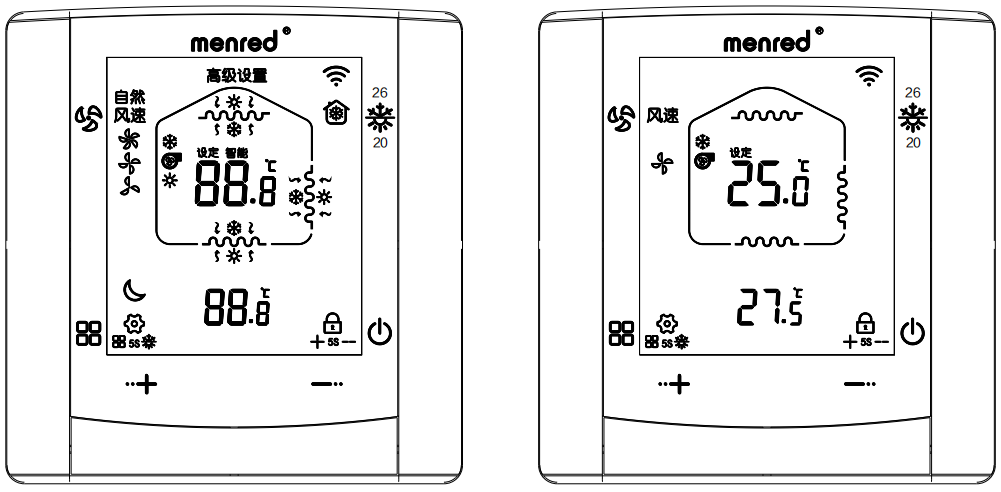 menred®
高级设置
自然
风速
设定 智能
88.8℃
88.8℃
5S
+ 5S --
26
20
··+
—··
menred®
风速
设定
25.0℃
27.5℃
5S
+ 5S --
26
20
··+
—··